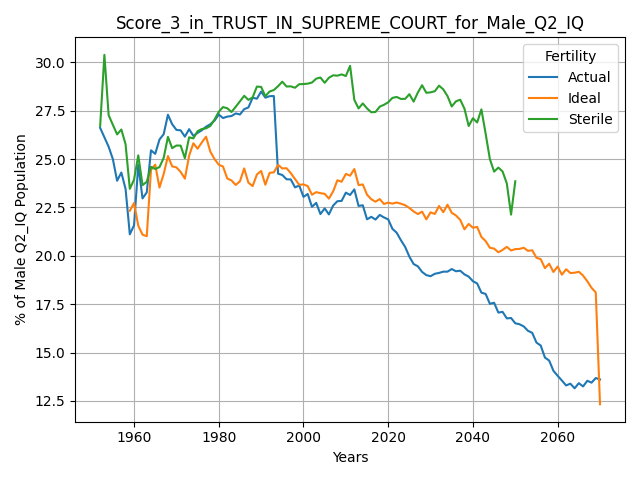 Score_3_in_TRUST_IN_SUPREME_COURT_for_Male_Q2_IQ
Fertility
Actual
Ideal
Sterile
% of Male Q2_IQ Population
30.0
27.5
25.0
22.5
20.0
17.5
15.0
12.5
1960 1980 2000 2020 2040 2060
Years